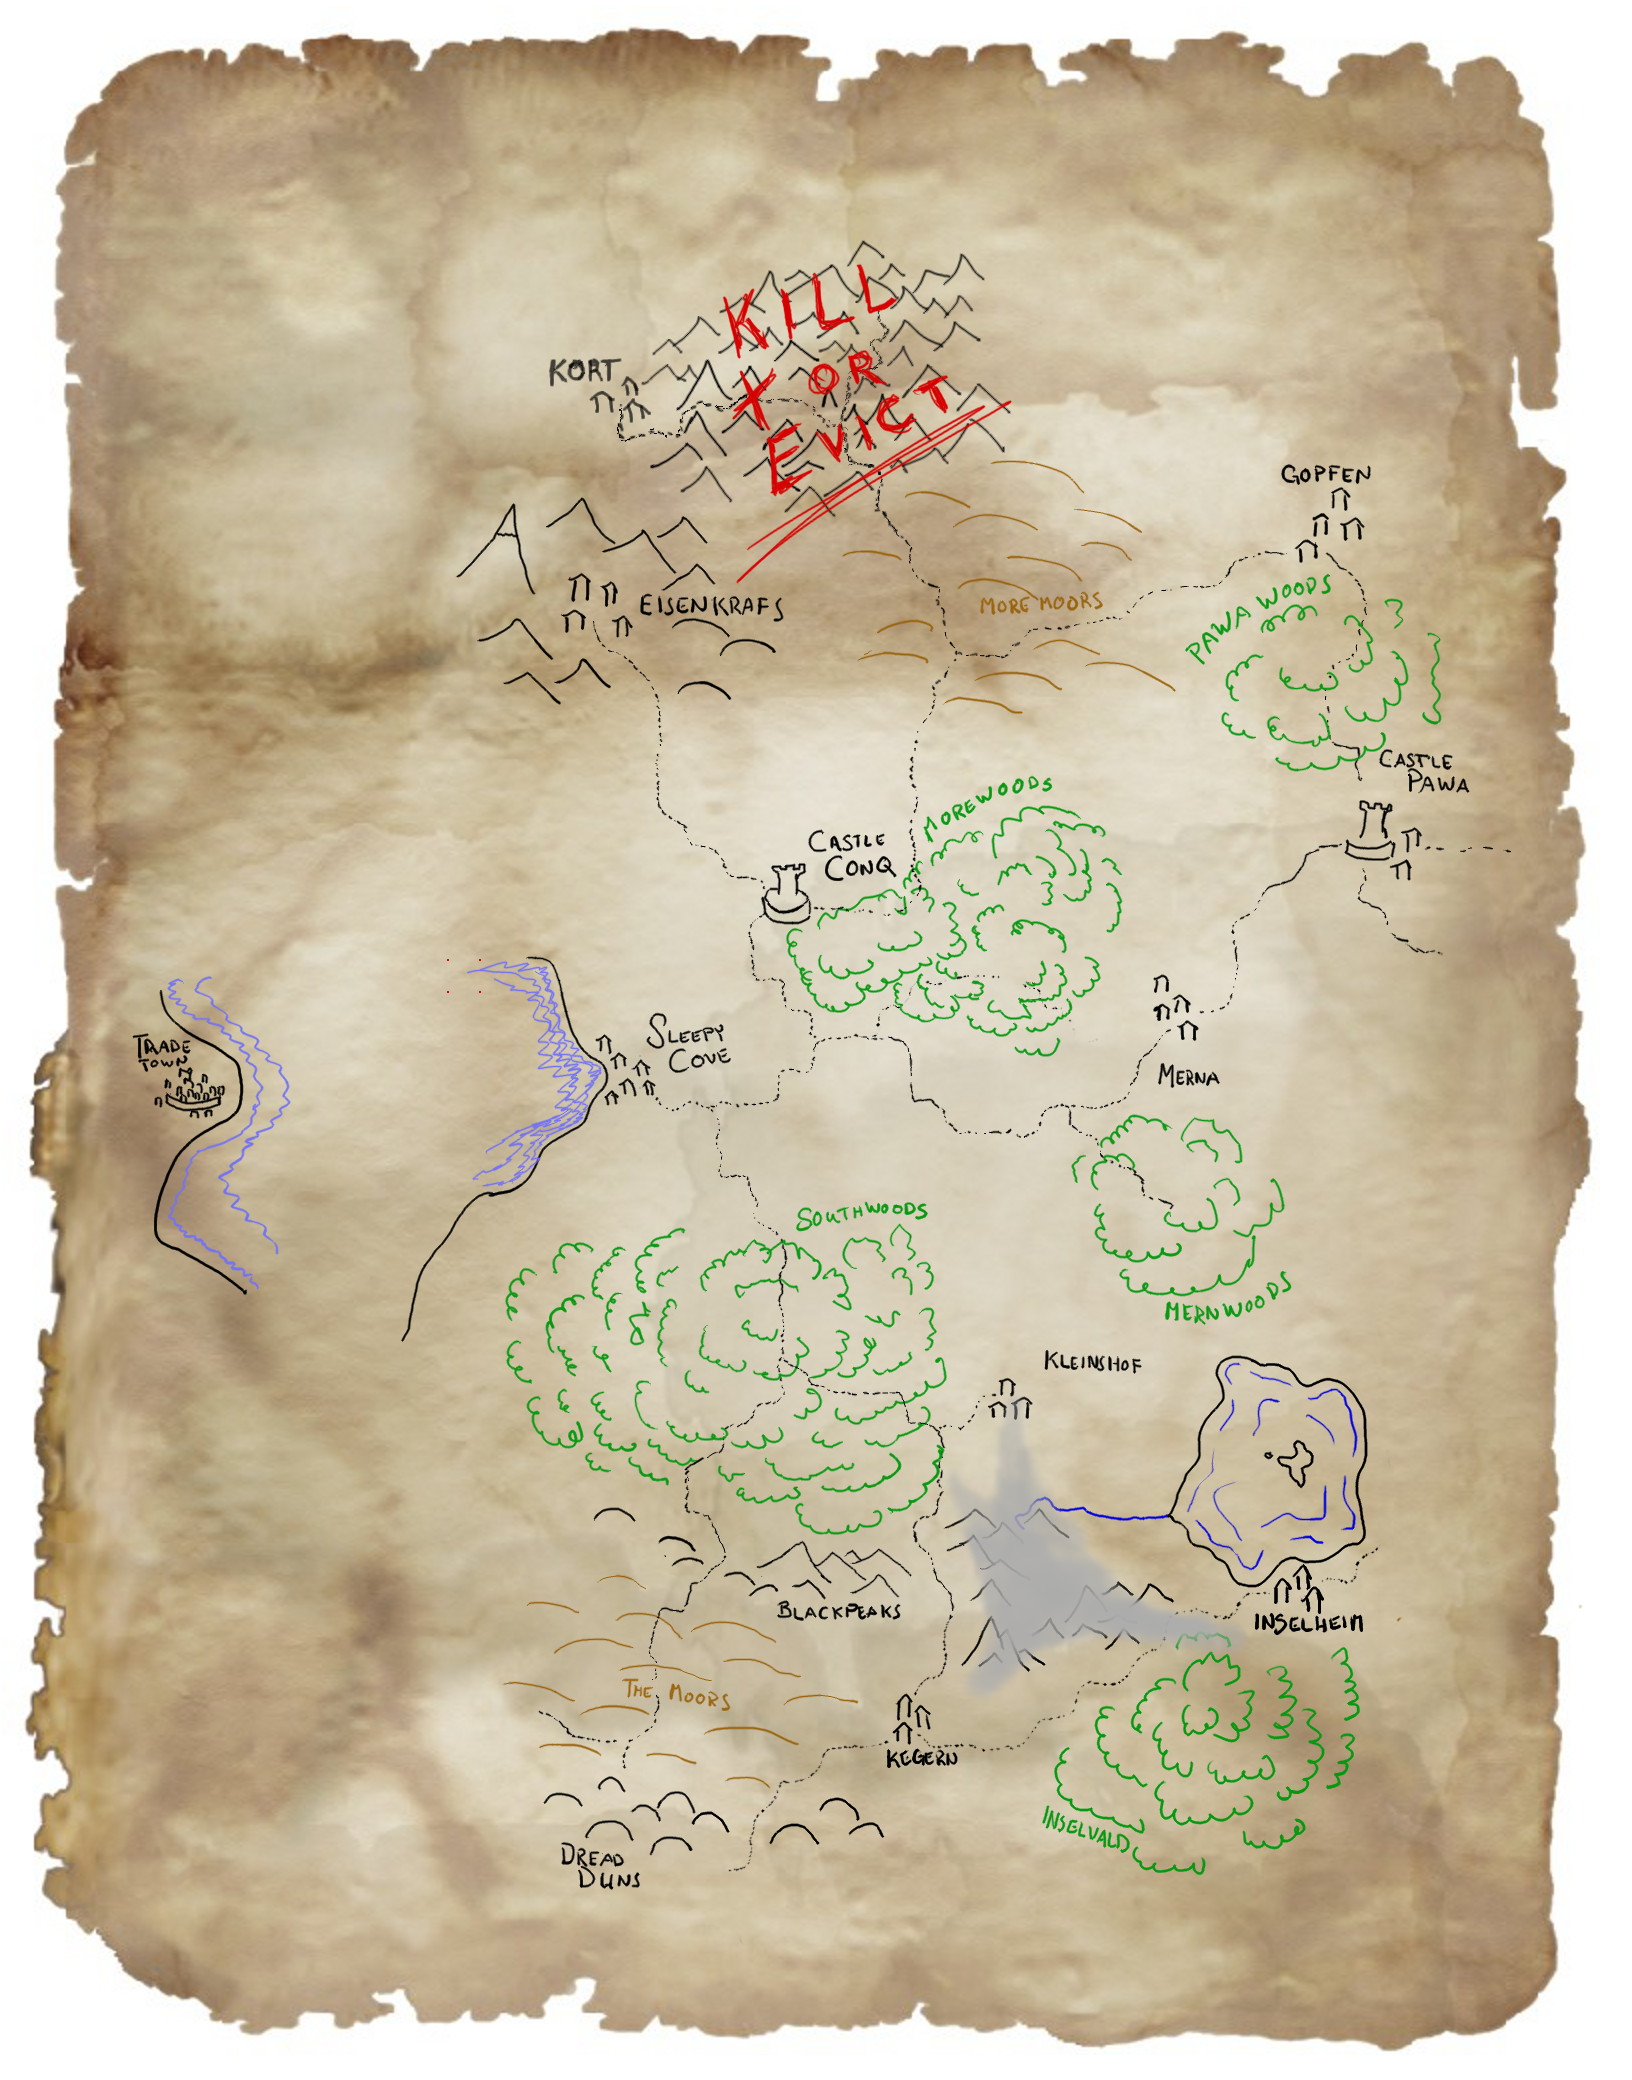 KILL
OR
EVICT
KORT
GOPFEN
EISENKRAFS
MORE MOORS
PAWA WOODS
CASTLE
PAWA
MOREWOODS
CASTLE
CONQ
SLEEPY
COVE
TRADE
TOWN
MERNA
SOUTHWOODS
MERNWOODS
KLEINSHOF
BLACKPEAKS
INSELHEIM
THE MOORS
KEGERN
INSELVALD
DREAD
DUNS